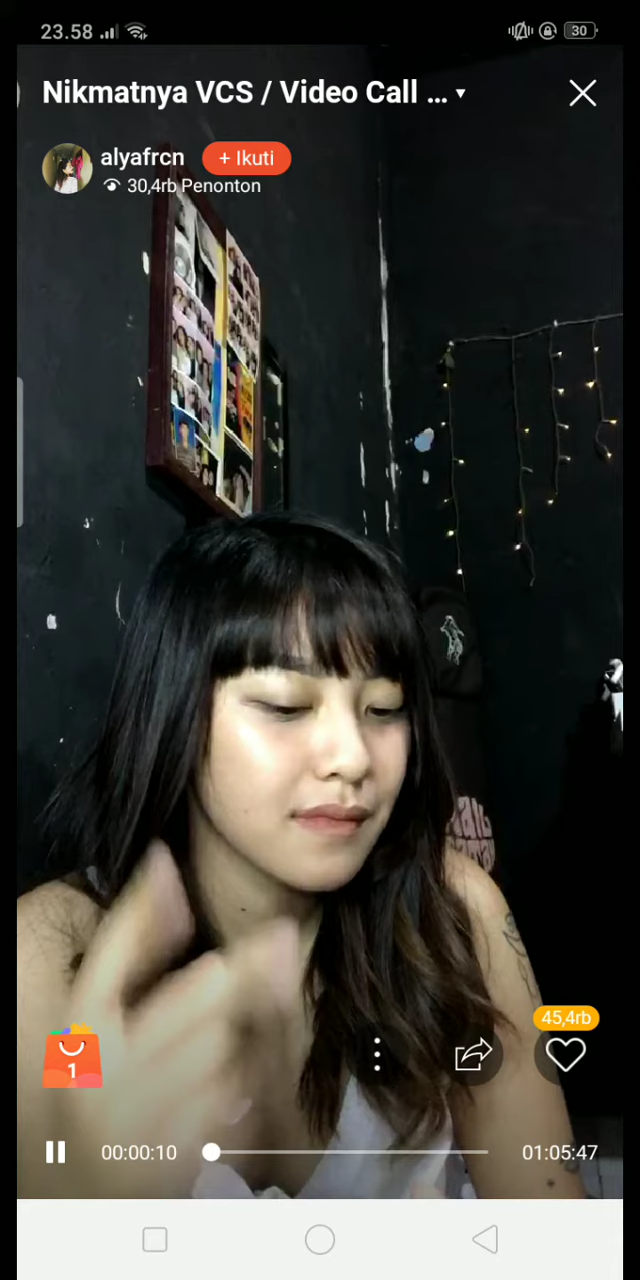 23.58
30
Nikmatnya VCS / Video Call ...
alyafrcn
+ Ikuti
30,4rb Penonton
45,4rb
1
00:00:10
01:05:47